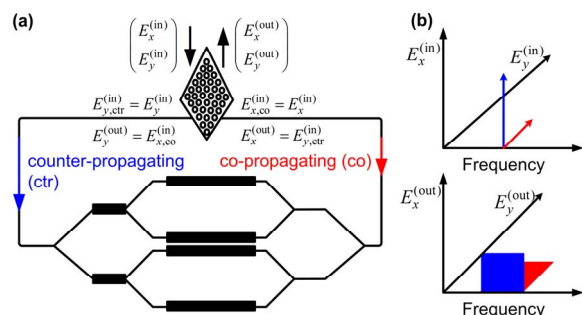 (a)
(E_x^(in) E_y^(in))
(E_x^(out) E_y^(out))
E_y,ctr^(in) = E_y^(in)
E_x,co^(in) = E_x^(in)
E_y^(out) = E_x,co^(in)
E_x^(out) = E_y,ctr^(in)
counter-propagating
(ctr)
co-propagating (co)
(b)
E_x^(in)
E_y^(in)
Frequency
E_x^(out)
E_y^(out)
Frequency